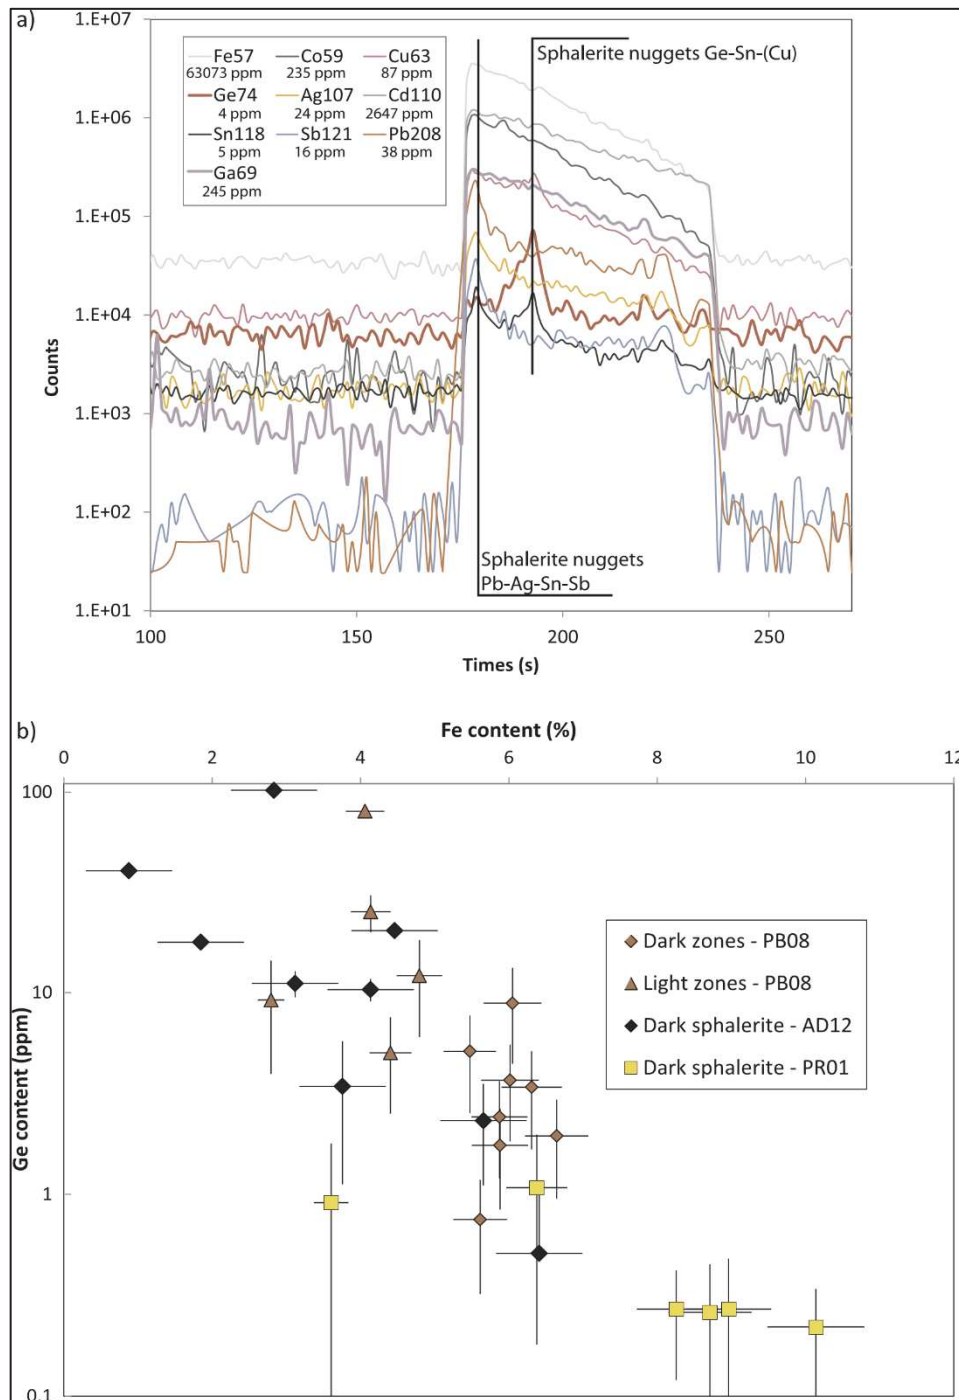 a)
1.E+07
1.E+06
1.E+05
1.E+04
1.E+03
1.E+02
1.E+01
Counts
Fe57 Co59 Cu63
63073 ppm 235 ppm 87 ppm
Ge74 Ag107 Cd110
4 ppm 24 ppm 2647 ppm
Sn118 Sb121 Pb208
5 ppm 16 ppm 38 ppm
Ga69
245 ppm
Sphalerite nuggets Ge-Sn-(Cu)
Sphalerite nuggets
Pb-Ag-Sn-Sb
100 150 200 250
Times (s)
b)
Fe content (%)
0 2 4 6 8 10 12
100
10
1
0.1
Ge content (ppm)
Dark zones - PB08
Light zones - PB08
Dark sphalerite - AD12
Dark sphalerite - PR01